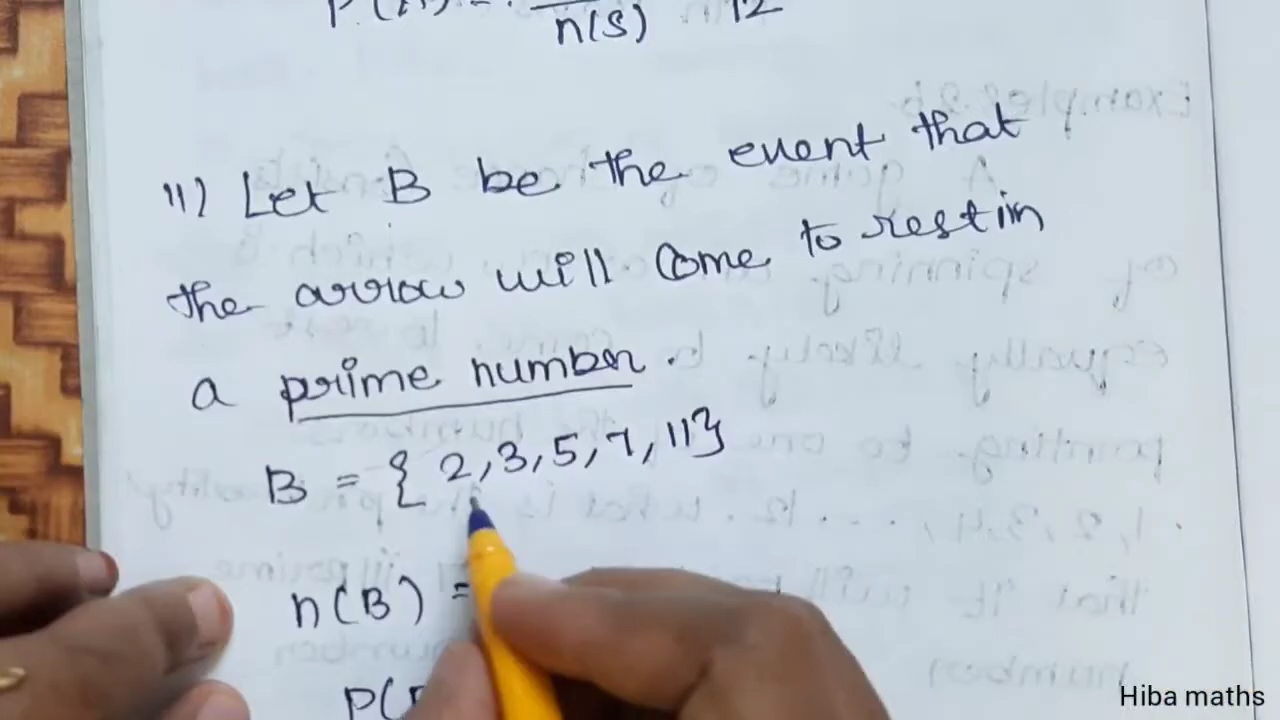 n(S) 12
ii) Let B be the event that
the arrow will come to rest in
a prime number.
B = { 2, 3, 5, 7, 11}
n(B) =
P(
Hiba maths